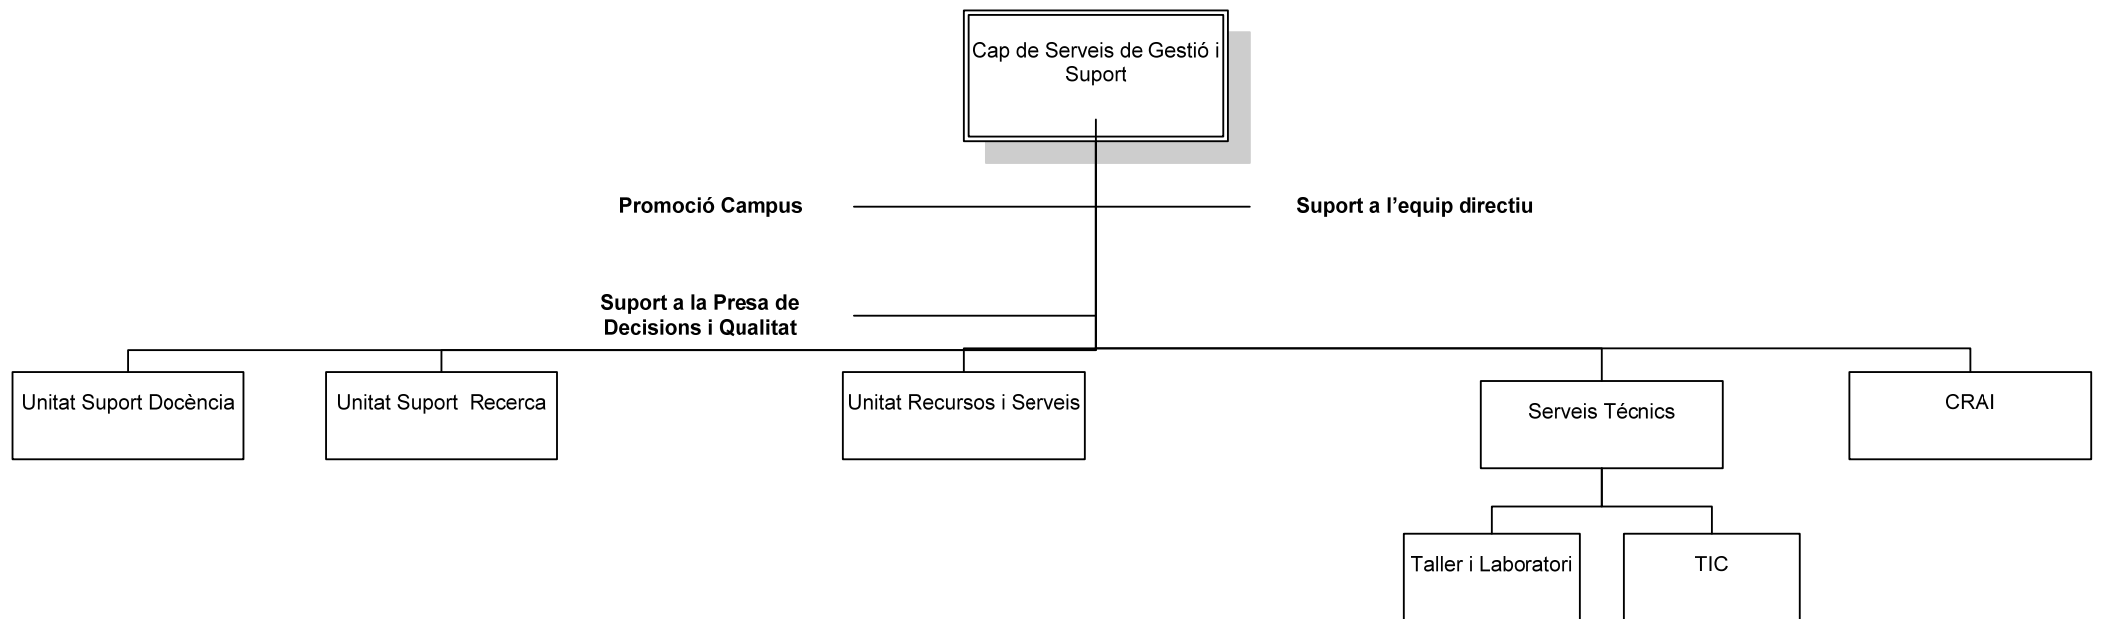 Cap de Serveis de Gestió i
Suport
Promoció Campus
Suport a l’equip directiu
Suport a la Presa de
Decisions i Qualitat
Unitat Suport Docència
Unitat Suport  Recerca
Unitat Recursos i Serveis
Serveis Técnics
CRAI
Taller i Laboratori
TIC